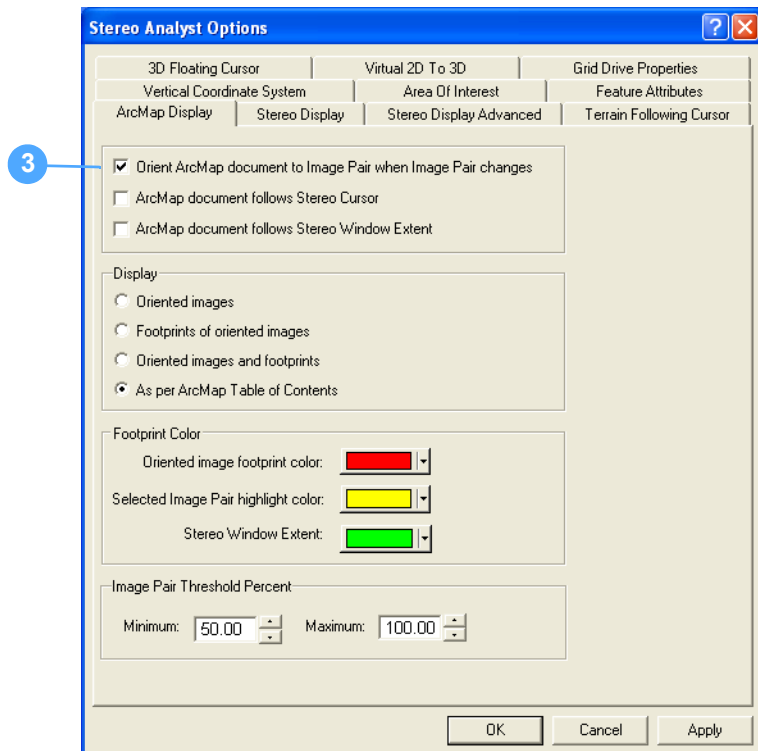 Stereo Analyst Options
3D Floating Cursor Virtual 2D To 3D Grid Drive Properties
Vertical Coordinate System Area Of Interest Feature Attributes
ArcMap Display Stereo Display Stereo Display Advanced Terrain Following Cursor
3
Orient ArcMap document to Image Pair when Image Pair changes
ArcMap document follows Stereo Cursor
ArcMap document follows Stereo Window Extent
Display
Oriented images
Footprints of oriented images
Oriented images and footprints
As per ArcMap Table of Contents
Footprint Color
Oriented image footprint color:
Selected Image Pair highlight color:
Stereo Window Extent:
Image Pair Threshold Percent
Minimum: 50.00 Maximum: 100.00
OK Cancel Apply